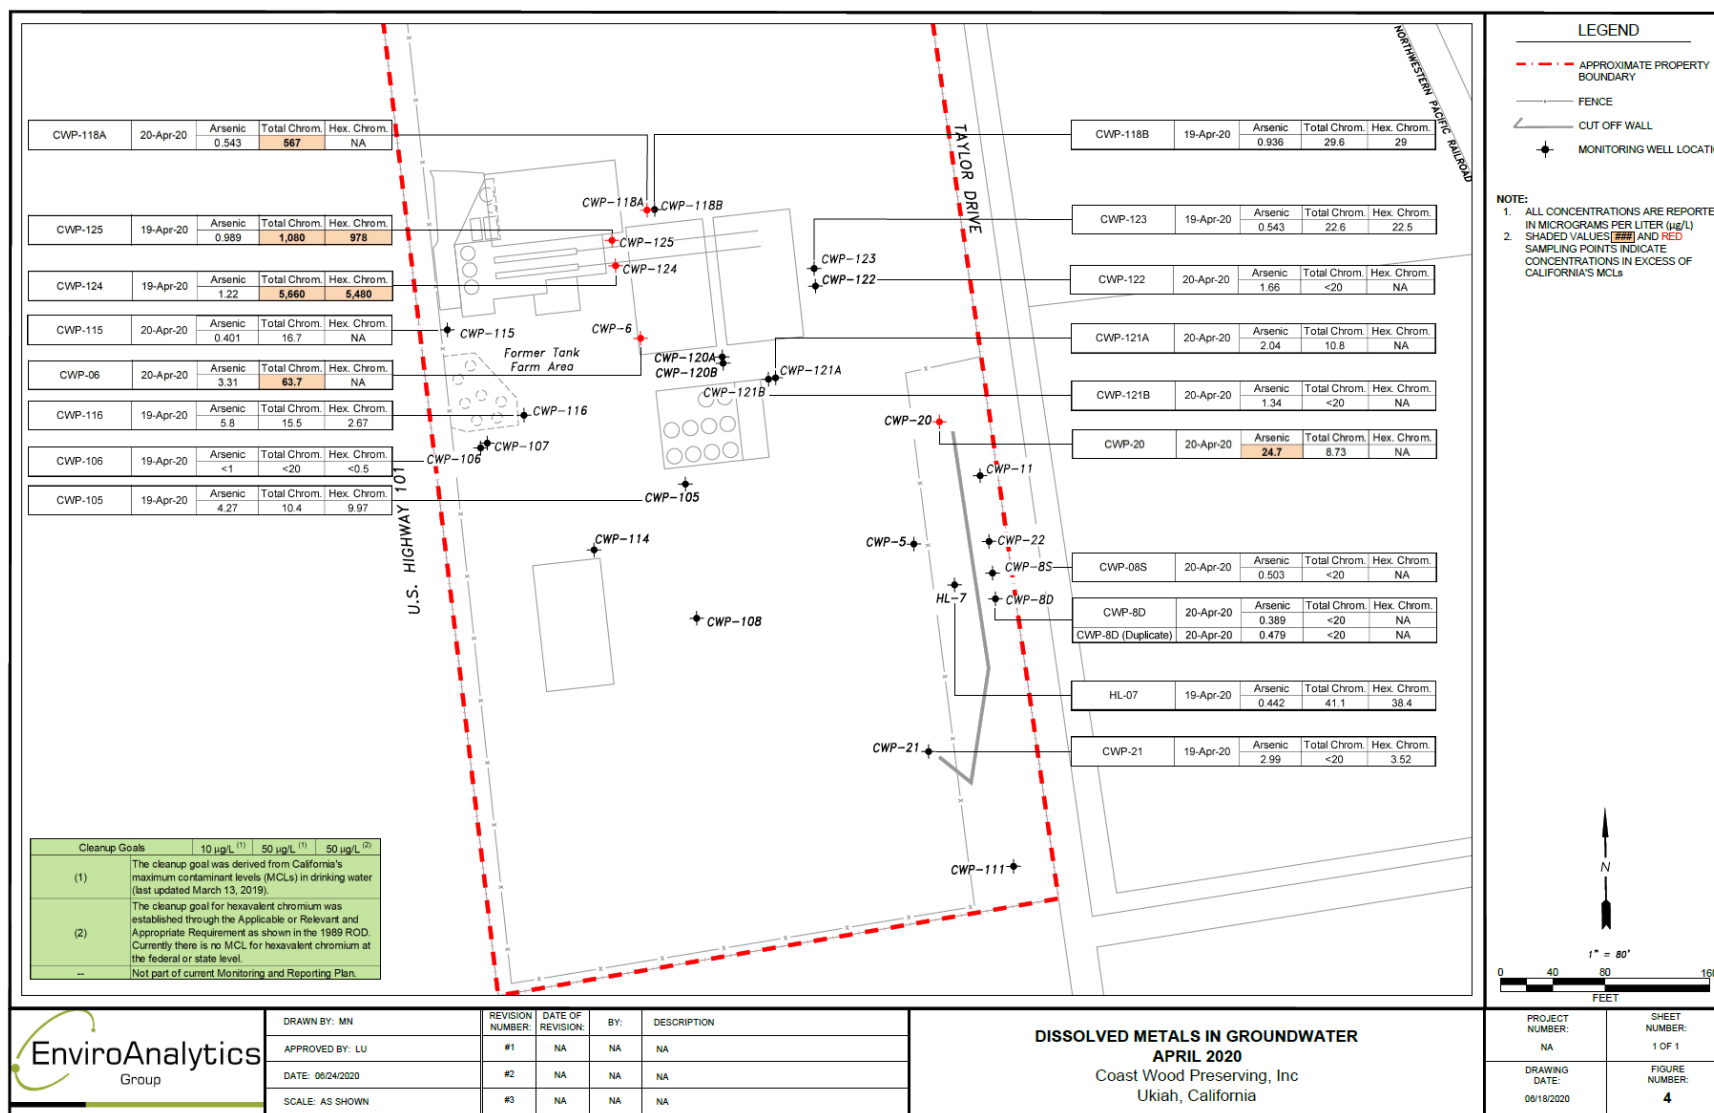 CWP-118A 20-Apr-20 Arsenic Total Chrom. Hex. Chrom.
0.543 567 NA
CWP-125 19-Apr-20 Arsenic Total Chrom. Hex. Chrom.
0.989 1,080 978
CWP-124 19-Apr-20 Arsenic Total Chrom. Hex. Chrom.
1.22 5,660 5,480
CWP-115 20-Apr-20 Arsenic Total Chrom. Hex. Chrom.
0.401 16.7 NA
CWP-06 20-Apr-20 Arsenic Total Chrom. Hex. Chrom.
3.31 63.7 NA
CWP-116 19-Apr-20 Arsenic Total Chrom. Hex. Chrom.
5.8 15.5 2.67
CWP-106 19-Apr-20 Arsenic Total Chrom. Hex. Chrom.
<1 <20 <0.5
CWP-105 19-Apr-20 Arsenic Total Chrom. Hex. Chrom.
4.27 10.4 9.97
CWP-118A
CWP-118B
CWP-125
CWP-124
CWP-123
CWP-122
CWP-115
CWP-6
Former Tank
Farm Area
CWP-120A
CWP-120B
CWP-121A
CWP-121B
CWP-116
CWP-107
CWP-106
CWP-20
CWP-11
CWP-105
CWP-114
CWP-5
CWP-22
CWP-8S
HL-7
CWP-8D
CWP-108
CWP-21
CWP-111
U.S. HIGHWAY 101
TAYLOR DRIVE
NORTHWESTERN PACIFIC RAILROAD
CWP-118B 19-Apr-20 Arsenic Total Chrom. Hex. Chrom.
0.936 29.6 29
CWP-123 19-Apr-20 Arsenic Total Chrom. Hex. Chrom.
0.543 22.6 22.5
CWP-122 20-Apr-20 Arsenic Total Chrom. Hex. Chrom.
1.66 <20 NA
CWP-121A 20-Apr-20 Arsenic Total Chrom. Hex. Chrom.
2.04 10.8 NA
CWP-121B 20-Apr-20 Arsenic Total Chrom. Hex. Chrom.
1.34 <20 NA
CWP-20 20-Apr-20 Arsenic Total Chrom. Hex. Chrom.
24.7 8.73 NA
CWP-08S 20-Apr-20 Arsenic Total Chrom. Hex. Chrom.
0.503 <20 NA
CWP-8D 20-Apr-20 Arsenic Total Chrom. Hex. Chrom.
0.389 <20 NA
CWP-8D (Duplicate) 20-Apr-20 0.479 <20 NA
HL-07 19-Apr-20 Arsenic Total Chrom. Hex. Chrom.
0.442 41.1 38.4
CWP-21 19-Apr-20 Arsenic Total Chrom. Hex. Chrom.
2.99 <20 3.52
Cleanup Goals 10 µg/L (1) 50 µg/L (1) 50 µg/L (2)
(1) The cleanup goal was derived from California's
maximum contaminant levels (MCLs) in drinking water
(last updated March 13, 2019).
(2) The cleanup goal for hexavalent chromium was
established through the Applicable or Relevant and
Appropriate Requirement as shown in the 1989 ROD.
Currently there is no MCL for hexavalent chromium at
the federal or state level.
-- Not part of current Monitoring and Reporting Plan.
LEGEND
APPROXIMATE PROPERTY
BOUNDARY
FENCE
CUT OFF WALL
MONITORING WELL LOCATI
NOTE:
1. ALL CONCENTRATIONS ARE REPORTE
IN MICROGRAMS PER LITER (µg/L)
2. SHADED VALUES ### AND RED
SAMPLING POINTS INDICATE
CONCENTRATIONS IN EXCESS OF
CALIFORNIA'S MCLs
N
1" = 80'
0 40 80 160
FEET
EnviroAnalytics
Group
DRAWN BY: MN
APPROVED BY: LU
DATE: 06/24/2020
SCALE: AS SHOWN
REVISION NUMBER: DATE OF REVISION: BY: DESCRIPTION
#1 NA NA NA
#2 NA NA NA
#3 NA NA NA
DISSOLVED METALS IN GROUNDWATER
APRIL 2020
Coast Wood Preserving, Inc
Ukiah, California
PROJECT NUMBER:
NA
SHEET NUMBER:
1 OF 1
DRAWING DATE:
06/18/2020
FIGURE NUMBER:
4